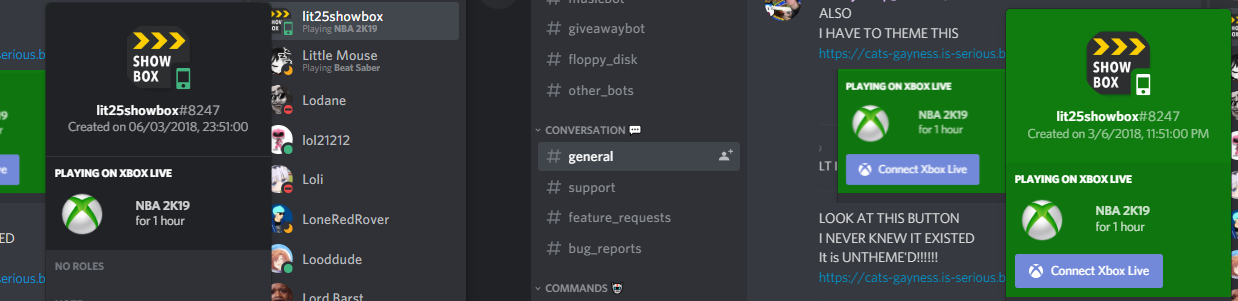 SHOW
BOX
lit25showbox#8247
Created on 06/03/2018, 23:51:00
PLAYING ON XBOX LIVE
NBA 2K19
for 1 hour
NO ROLES
lit25showbox
Playing NBA 2K19
Little Mouse
Playing Beat Saber
Lodane
lol21212
Loli
LoneRedRover
Looddude
Lord Barst
musicbot
# giveawaybot
# floppy_disk
# other_bots
CONVERSATION 💬
# general
# support
# feature_requests
# bug_reports
COMMANDS
ALSO
I HAVE TO THEME THIS
https://cats-gayness.is-serious.b
PLAYING ON XBOX LIVE
NBA 2K19
for 1 hour
Connect Xbox Live
LT I
LOOK AT THIS BUTTON
I NEVER KNEW IT EXISTED
It is UNTHEME'D!!!!!!
https://cats-gayness.is-serious.b
SHOW
BOX
lit25showbox#8247
Created on 3/6/2018, 11:51:00 PM
PLAYING ON XBOX LIVE
NBA 2K19
for 1 hour
Connect Xbox Live
-serious.b
e
ED
-serious.b